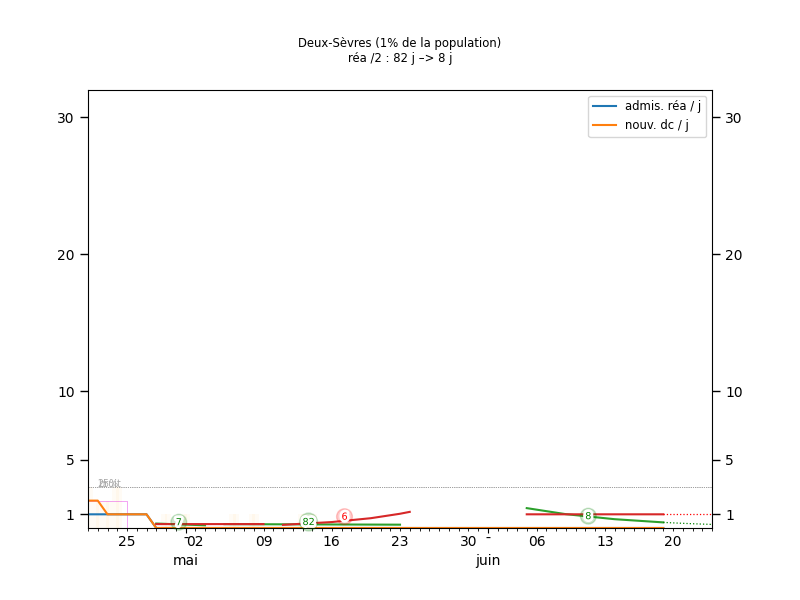 Deux-Sèvres (1% de la population)
réa /2 : 82 j –> 8 j
admis. réa / j
nouv. dc / j
30 30
20 20
10 10
5 5
1 1
7 82 6 8
25 02 09 16 23 30 06 13 20
mai juin